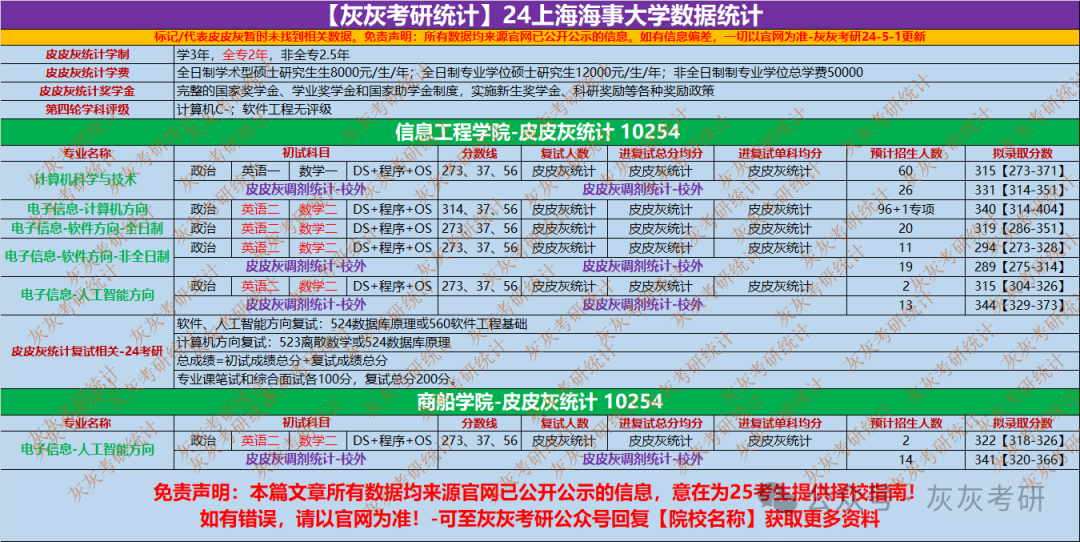 【灰灰考研统计】24上海海事大学数据统计
标记/代表皮皮灰暂时未找到相关数据。免责声明：所有数据均来源官网已公开公示的信息。如有信息偏差，一切以官网为准-灰灰考研24-5-1更新
皮皮灰统计学制 学3年，全专2年，非全专2.5年
皮皮灰统计学费 全日制学术型硕士研究生生8000元/生/年；全日制专业学位硕士研究生12000元/生/年；非全日制制专业学位总学费50000
皮皮灰统计奖学金 完整的国家奖学金、学业奖学金和国家助学金制度，实施新生奖学金、科研奖励等各种奖励政策
第四轮学科评级 计算机C-；软件工程无评级
信息工程学院-皮皮灰统计 10254
专业名称 初试科目 分数线 复试人数 进复试总分均分 进复试单科均分 预计招生人数 拟录取分数
计算机科学与技术 政治 英语一 数学一 DS+程序+OS 273、37、56 皮皮灰统计 皮皮灰统计 皮皮灰统计 60 315【273-371】
皮皮灰调剂统计-校外 皮皮灰统计 26 331【314-351】
电子信息-计算机方向 政治 英语二 数学二 DS+程序+OS 314、37、56 皮皮灰统计 皮皮灰统计 皮皮灰统计 96+1专项 340【314-404】
电子信息-软件方向-全日制 政治 英语二 数学二 DS+程序+OS 273、37、56 皮皮灰统计 皮皮灰统计 皮皮灰统计 20 319【286-351】
电子信息-软件方向-非全日制 政治 英语二 数学二 DS+程序+OS 273、37、56 皮皮灰统计 皮皮灰统计 皮皮灰统计 11 294【273-328】
皮皮灰调剂统计-校外 皮皮灰统计 19 289【275-314】
电子信息-人工智能方向 政治 英语二 数学二 DS+程序+OS 273、37、56 皮皮灰统计 皮皮灰统计 皮皮灰统计 2 315【304-326】
皮皮灰调剂统计-校外 皮皮灰统计 13 344【329-373】
皮皮灰统计复试相关-24考研
软件、人工智能方向复试：524数据库原理或560软件工程基础
计算机方向复试：523离散数学或524数据库原理
总成绩=初试成绩总分+复试成绩总分
专业课笔试和综合面试各100分，复试总分200分。
商船学院-皮皮灰统计 10254
专业名称 初试科目 分数线 复试人数 进复试总分均分 进复试单科均分 预计招生人数 拟录取分数
电子信息-人工智能方向 政治 英语二 数学二 DS+程序+OS 273、37、56 皮皮灰统计 皮皮灰统计 皮皮灰统计 2 322【318-326】
皮皮灰调剂统计-校外 皮皮灰统计 14 341【320-366】
免责声明：本篇文章所有数据均来源官网已公开公示的信息，意在为25考生提供择校指南！
如有错误，请以官网为准！-可至灰灰考研公众号回复【院校名称】获取更多资料
公众号 灰灰考研
灰灰考研统计